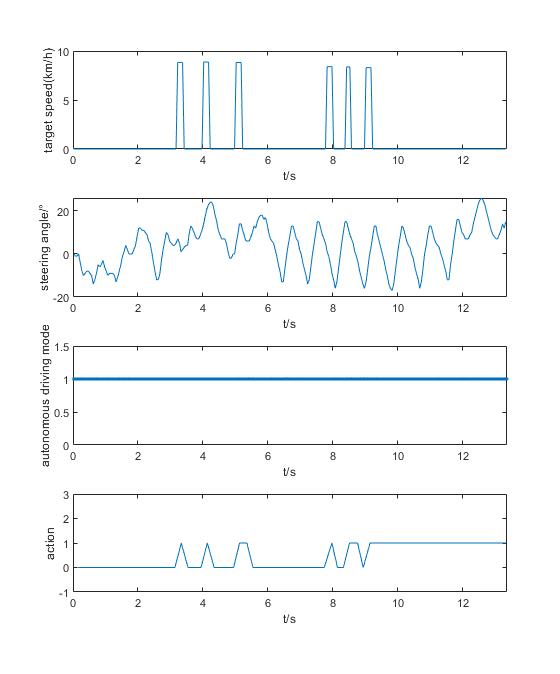 target speed(km/h)
10
5
0
0 2 4 6 8 10 12
t/s
steering angle/°
20
0
-20
0 2 4 6 8 10 12
t/s
autonomous driving mode
1.5
1
0.5
0
0 2 4 6 8 10 12
t/s
action
3
2
1
0
-1
0 2 4 6 8 10 12
t/s